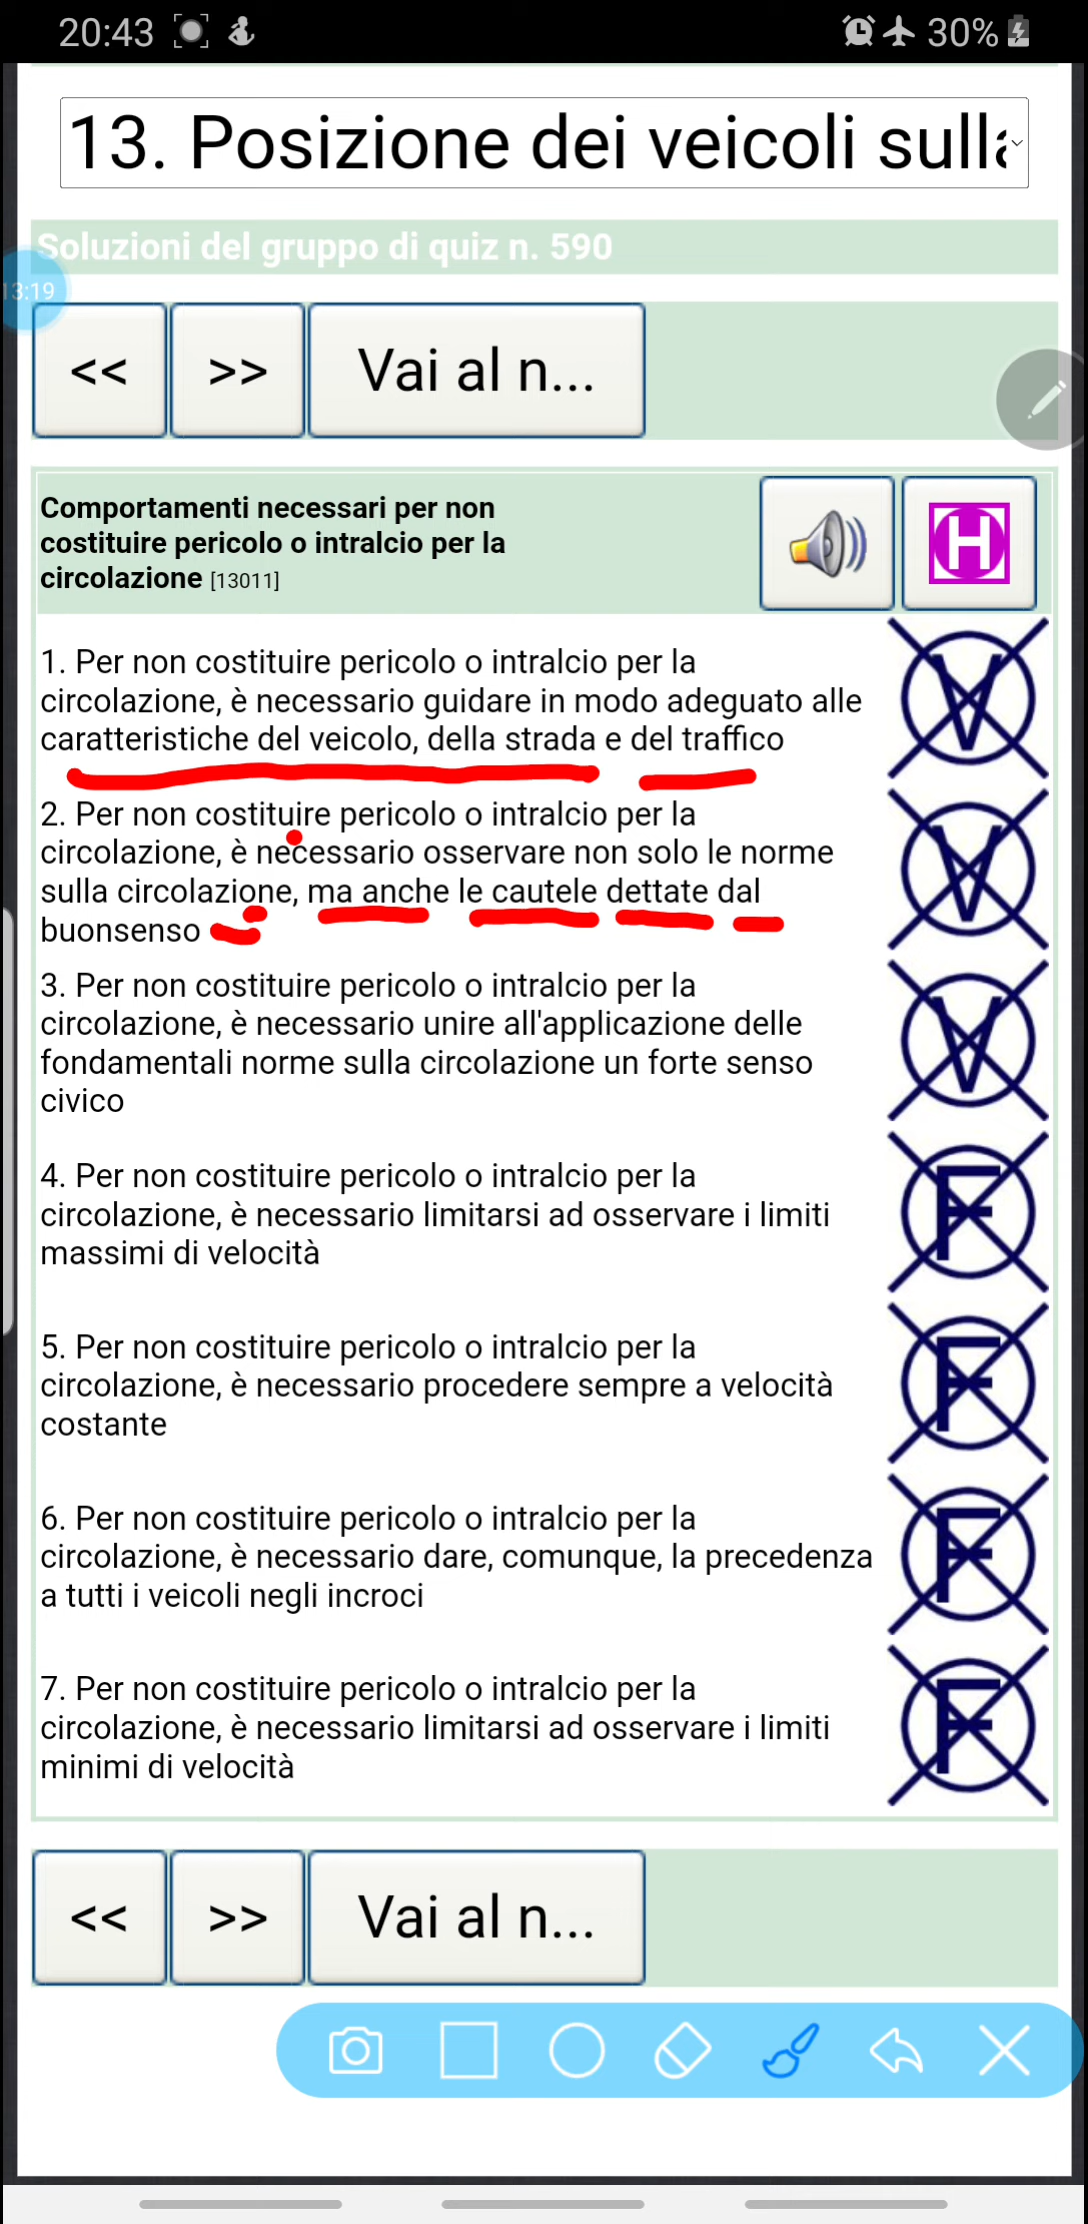 20:43
30%
13. Posizione dei veicoli sulla
Soluzioni del gruppo di quiz n. 590
13:19
<< >> Vai al n...
Comportamenti necessari per non
costituire pericolo o intralcio per la
circolazione [13011]
H
1. Per non costituire pericolo o intralcio per la
circolazione, è necessario guidare in modo adeguato alle
caratteristiche del veicolo, della strada e del traffico
V
2. Per non costituire pericolo o intralcio per la
circolazione, è necessario osservare non solo le norme
sulla circolazione, ma anche le cautele dettate dal
buonsenso
V
3. Per non costituire pericolo o intralcio per la
circolazione, è necessario unire all'applicazione delle
fondamentali norme sulla circolazione un forte senso
civico
V
4. Per non costituire pericolo o intralcio per la
circolazione, è necessario limitarsi ad osservare i limiti
massimi di velocità
F
5. Per non costituire pericolo o intralcio per la
circolazione, è necessario procedere sempre a velocità
costante
F
6. Per non costituire pericolo o intralcio per la
circolazione, è necessario dare, comunque, la precedenza
a tutti i veicoli negli incroci
F
7. Per non costituire pericolo o intralcio per la
circolazione, è necessario limitarsi ad osservare i limiti
minimi di velocità
F
<< >> Vai al n...